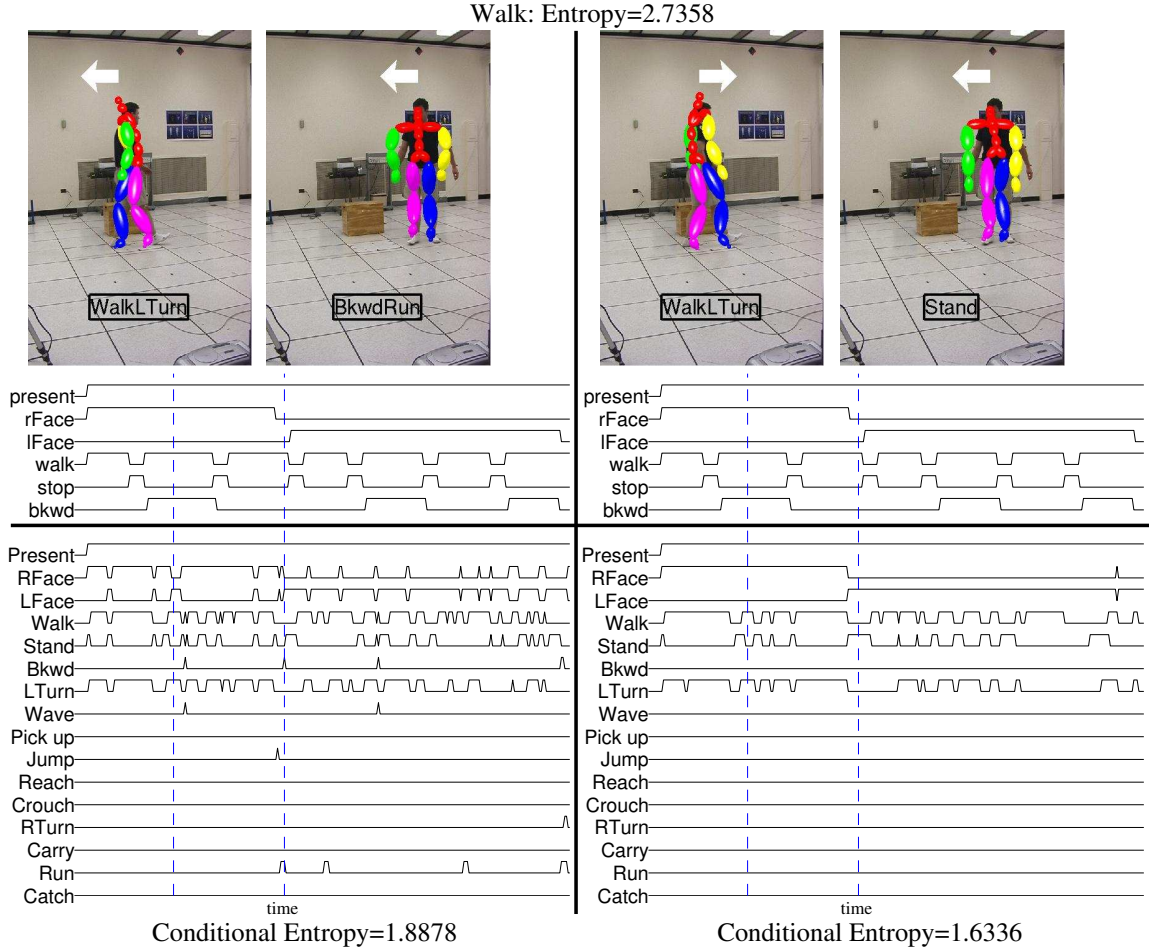 Walk: Entropy=2.7358
WalkLTurn
BkwdRun
WalkLTurn
Stand
present
rFace
lFace
walk
stop
bkwd
present
rFace
lFace
walk
stop
bkwd
Present
RFace
LFace
Walk
Stand
Bkwd
LTurn
Wave
Pick up
Jump
Reach
Crouch
RTurn
Carry
Run
Catch
time
Conditional Entropy=1.8878
Present
RFace
LFace
Walk
Stand
Bkwd
LTurn
Wave
Pick up
Jump
Reach
Crouch
RTurn
Carry
Run
Catch
time
Conditional Entropy=1.6336